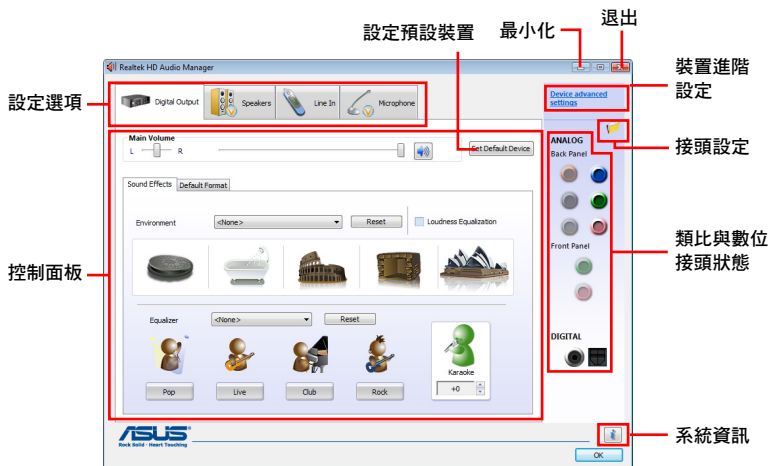 設定預設裝置
最小化
退出
裝置進階
設定
設定選項
接頭設定
類比與數位
接頭狀態
控制面板
系統資訊
Realtek HD Audio Manager
Digital Output
Speakers
Line In
Microphone
Device advanced
settings
Main Volume
L
R
Set Default Device
ANALOG
Back Panel
Sound Effects
Default Format
Environment
<None>
Reset
Loudness Equalization
Front Panel
Equalizer
<None>
Reset
DIGITAL
Karaoke
Pop
Live
Club
Rock
+0
ASUS
Rock Solid · Heart Touching
i
OK